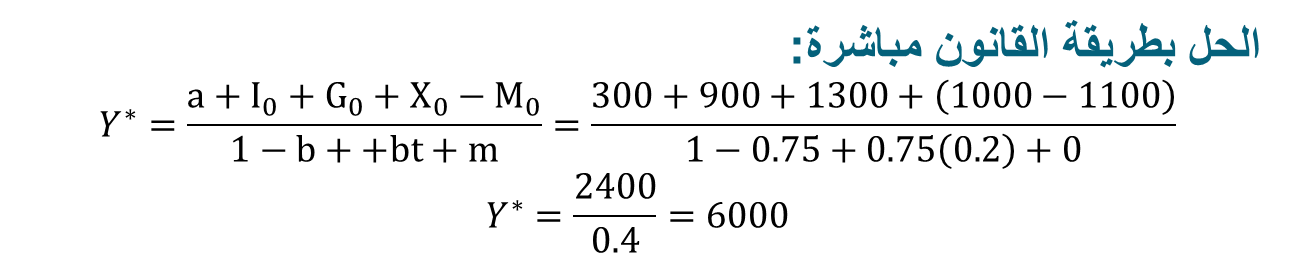 الحل بطريقة القانون مباشرة:
Y* = (a + I₀ + G₀ + X₀ − M₀) / (1 − b + +bt + m) = (300 + 900 + 1300 + (1000 − 1100)) / (1 − 0.75 + 0.75(0.2) + 0)
Y* = 2400 / 0.4 = 6000